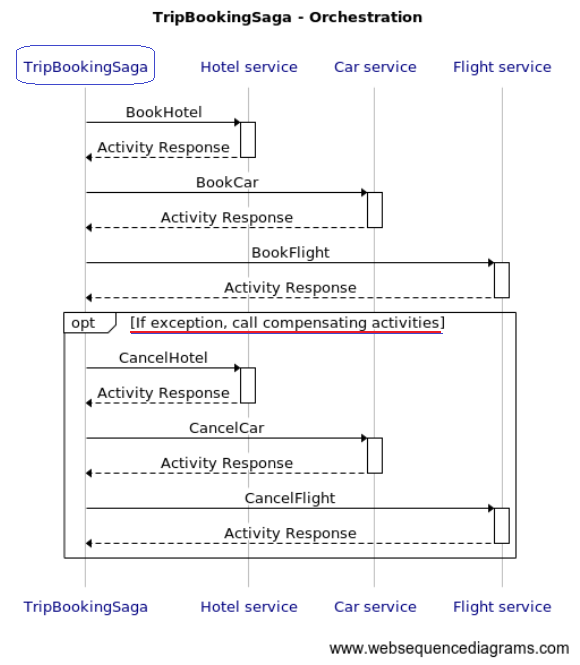 TripBookingSaga - Orchestration
TripBookingSaga Hotel service Car service Flight service
BookHotel
Activity Response
BookCar
Activity Response
BookFlight
Activity Response
opt [If exception, call compensating activities]
CancelHotel
Activity Response
CancelCar
Activity Response
CancelFlight
Activity Response
TripBookingSaga Hotel service Car service Flight service
www.websequencediagrams.com